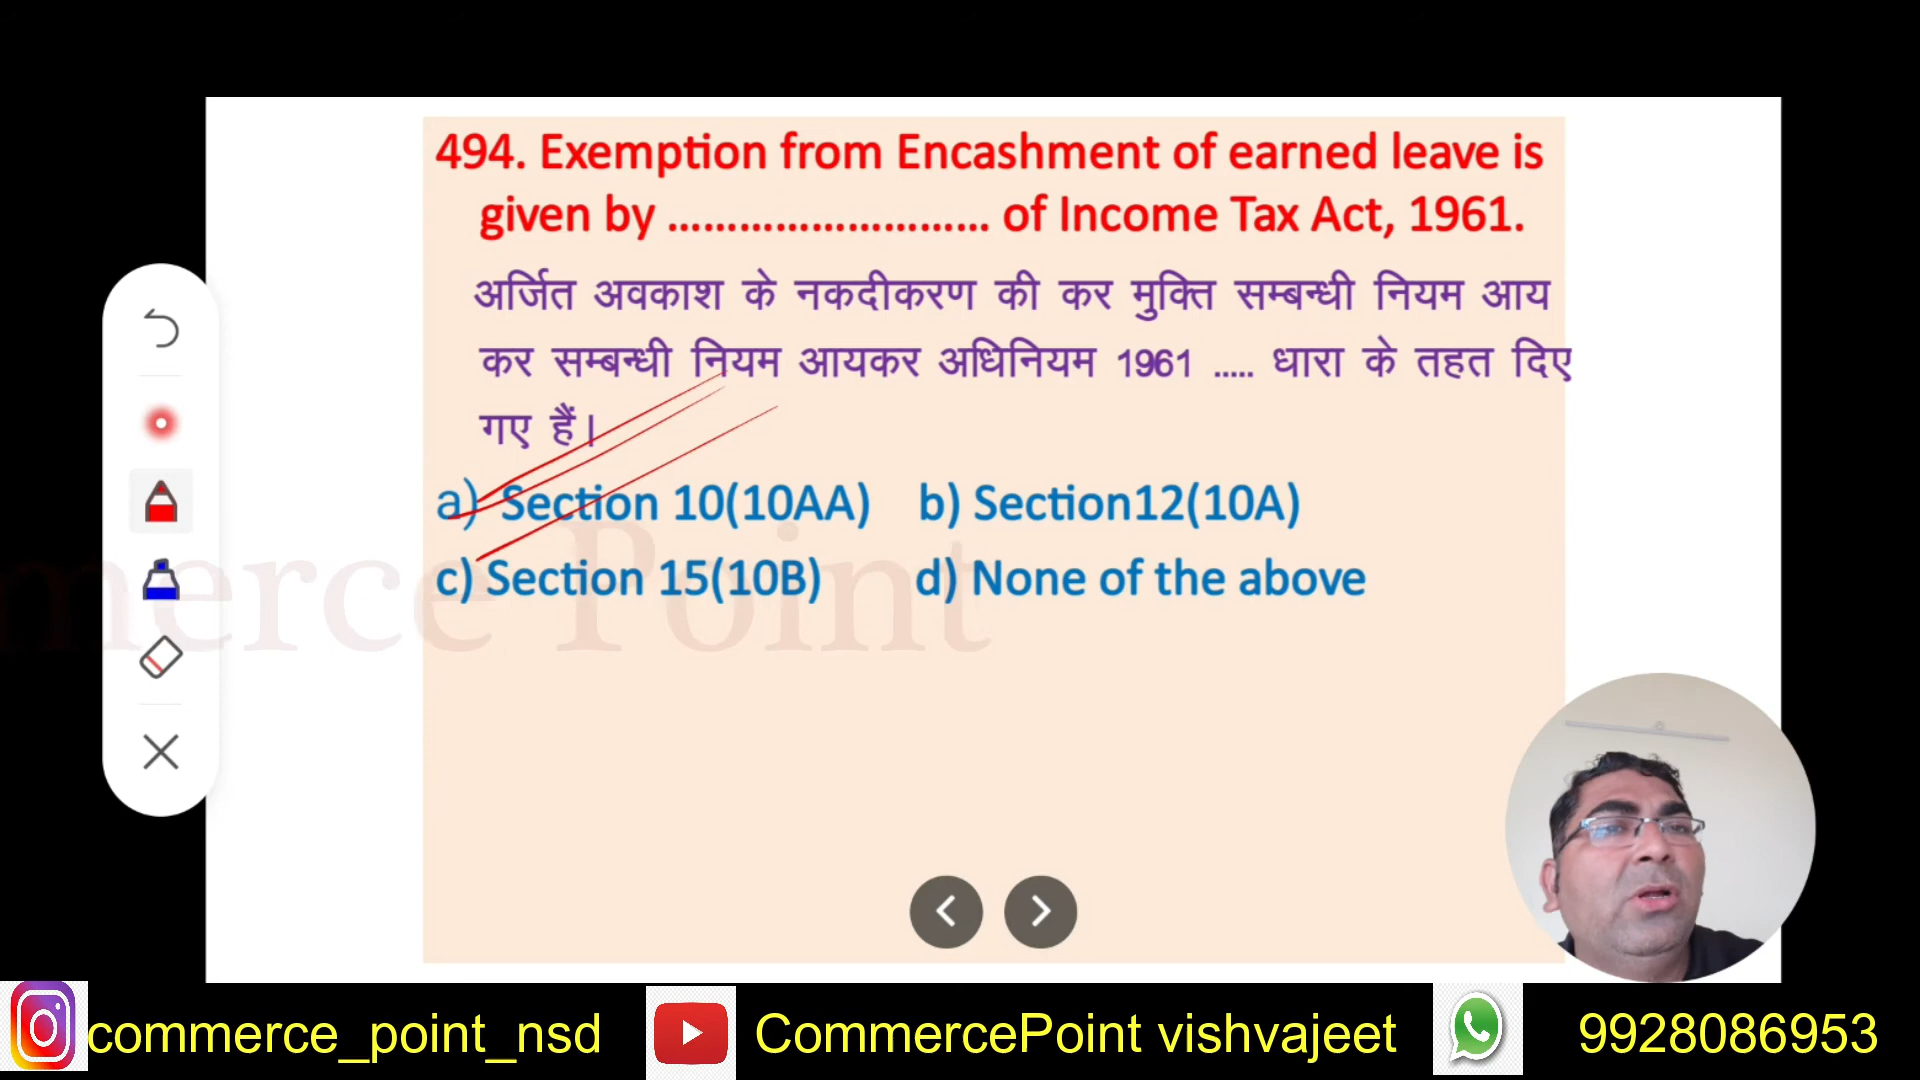 494. Exemption from Encashment of earned leave is
given by ........................... of Income Tax Act, 1961.
अर्जित अवकाश के नकदीकरण की कर मुक्ति सम्बन्धी नियम आय
कर सम्बन्धी नियम आयकर अधिनियम 1961 ..... धारा के तहत दिए
गए हैं।
a) Section 10(10AA) b) Section12(10A)
c) Section 15(10B) d) None of the above
merce Point
commerce_point_nsd CommercePoint vishvajeet 9928086953